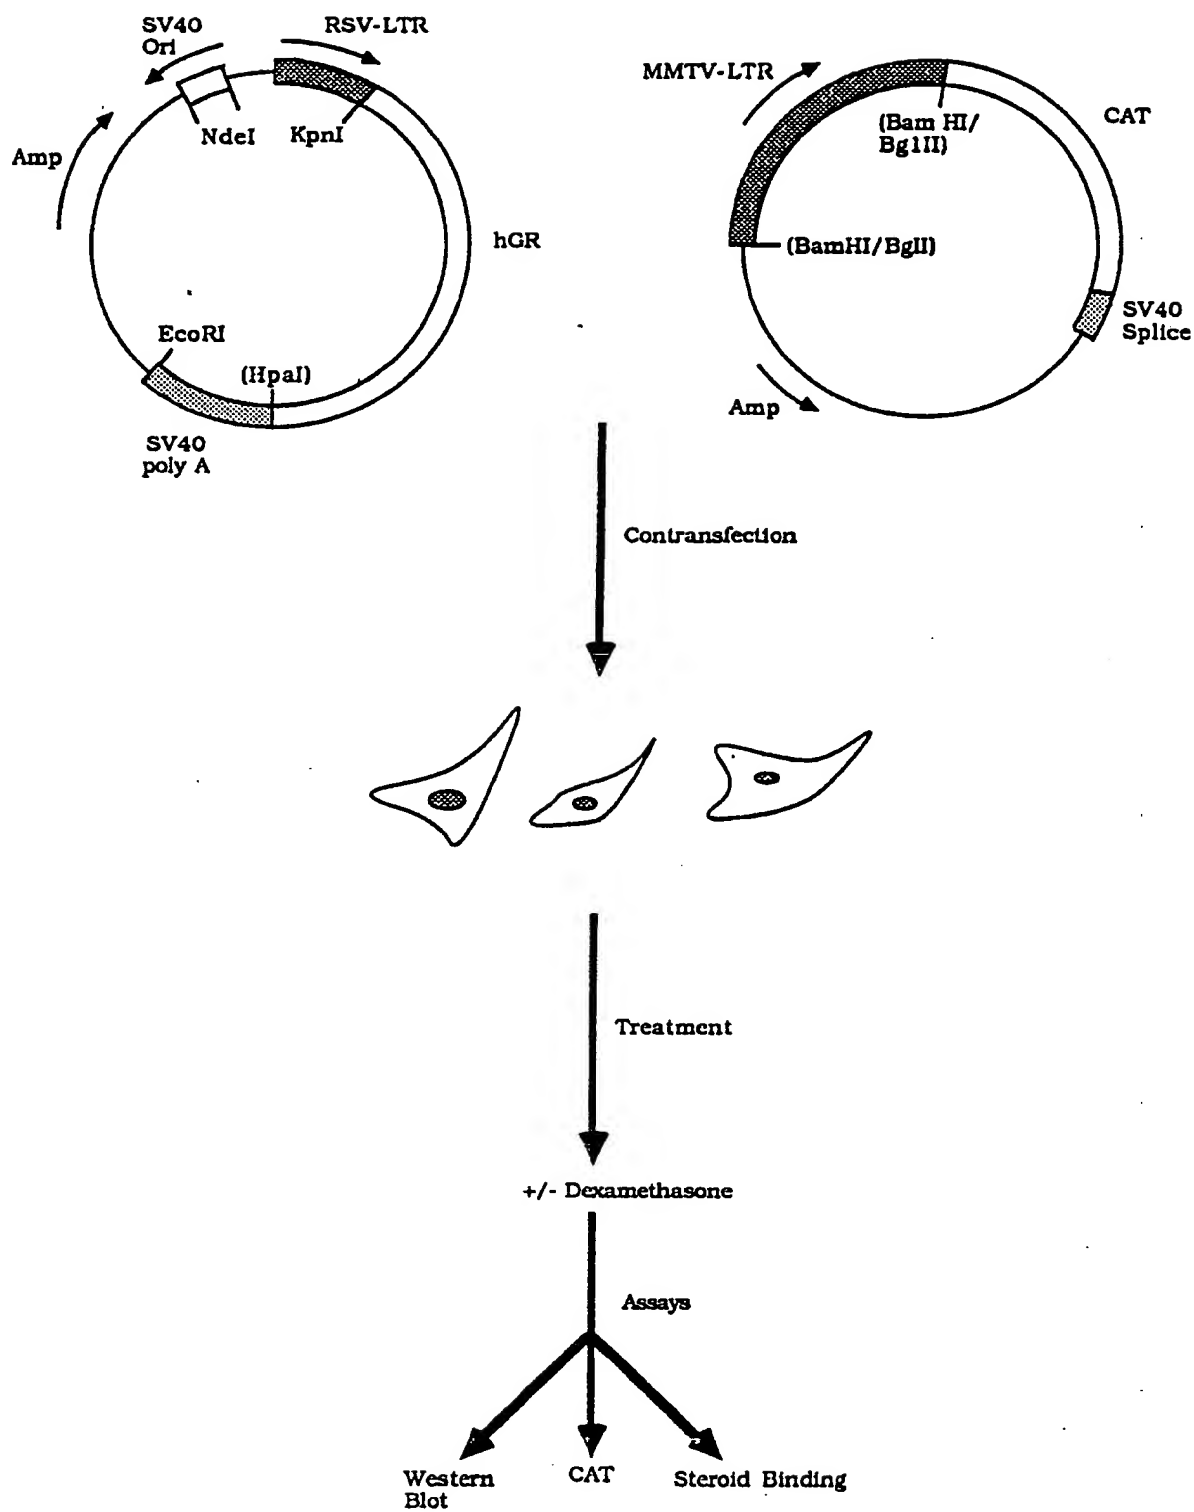 SV40
Ori
RSV-LTR
NdeI
KpnI
Amp
hGR
EcoRI
(HpaI)
SV40
poly A
MMTV-LTR
(Bam HI/
Bg1II)
CAT
(BamHI/BglI)
SV40
Splice
Amp
Contransfection
Treatment
+/- Dexamethasone
Assays
Western
Blot
CAT
Steroid Binding